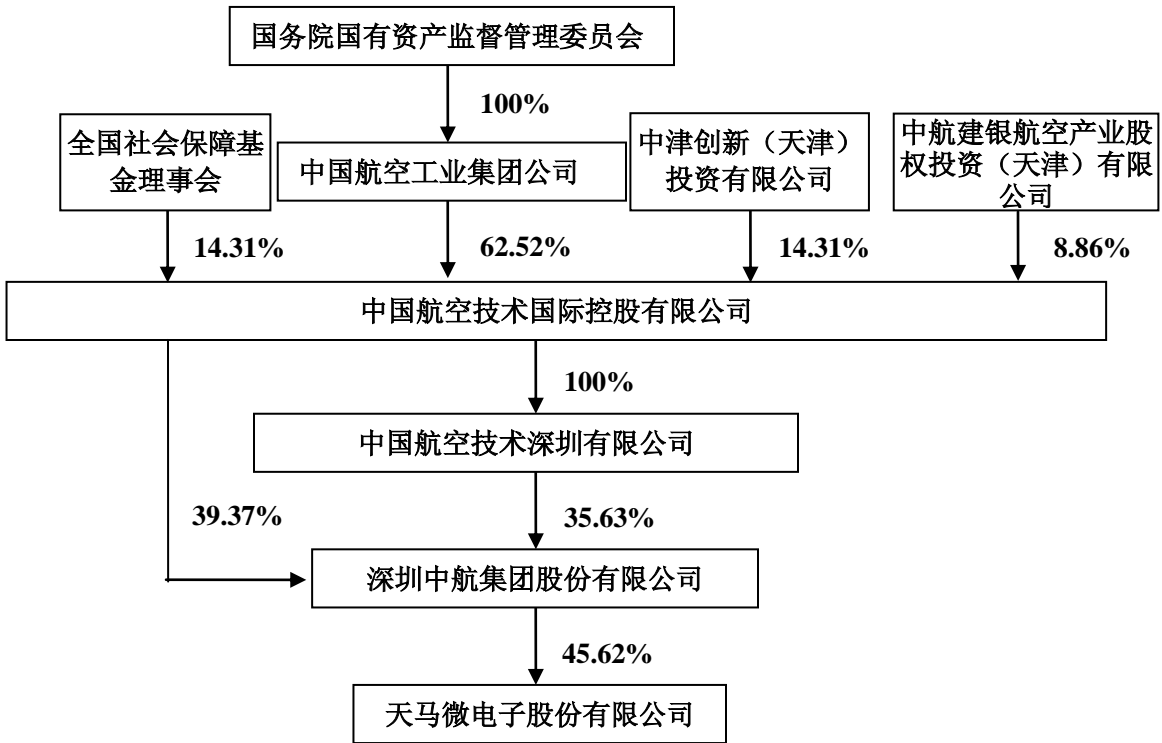 国务院国有资产监督管理委员会
100%
全国社会保障基
金理事会
中国航空工业集团公司
中津创新（天津）
投资有限公司
中航建银航空产业股
权投资（天津）有限
公司
14.31%
62.52%
14.31%
8.86%
中国航空技术国际控股有限公司
100%
中国航空技术深圳有限公司
39.37%
35.63%
深圳中航集团股份有限公司
45.62%
天马微电子股份有限公司